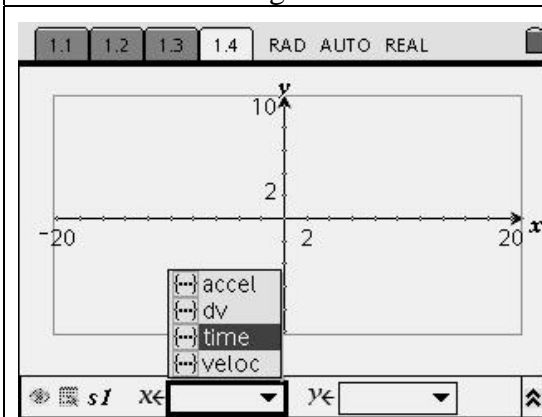 1.1 1.2 1.3 1.4 RAD AUTO REAL
y
10
2
-20 2 20 x
accel
dv
time
veloc
s1 x← y←